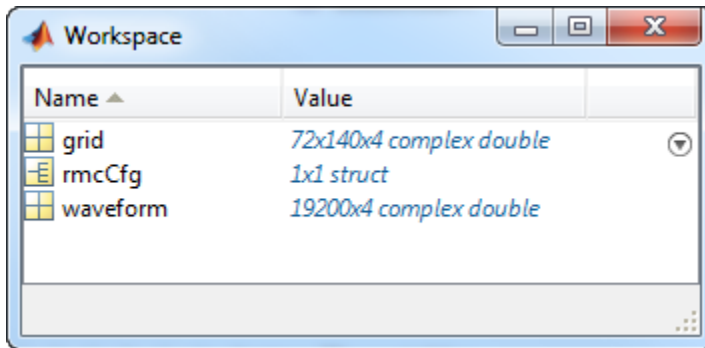 Workspace
Name Value
grid 72x140x4 complex double
rmcCfg 1x1 struct
waveform 19200x4 complex double